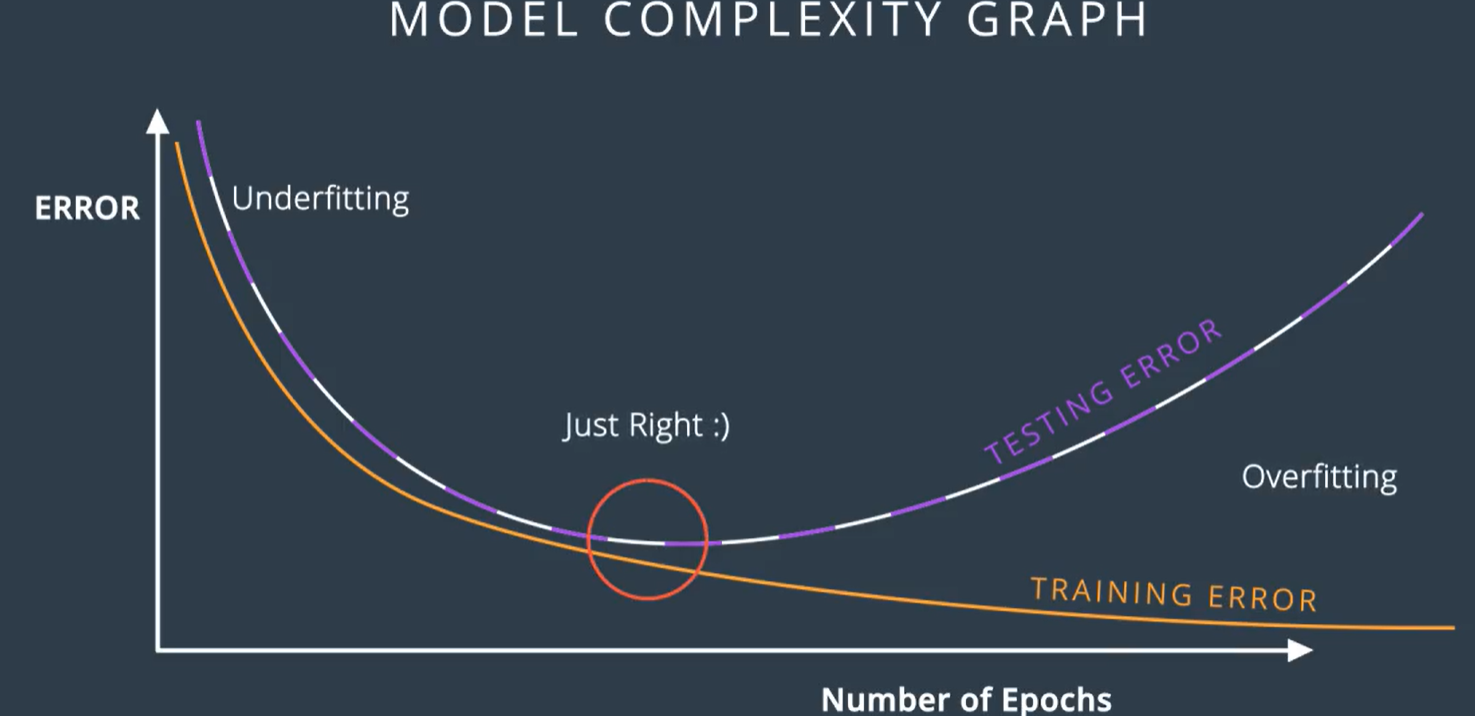 MODEL COMPLEXITY GRAPH
ERROR
Underfitting
Just Right :)
TESTING ERROR
Overfitting
TRAINING ERROR
Number of Epochs